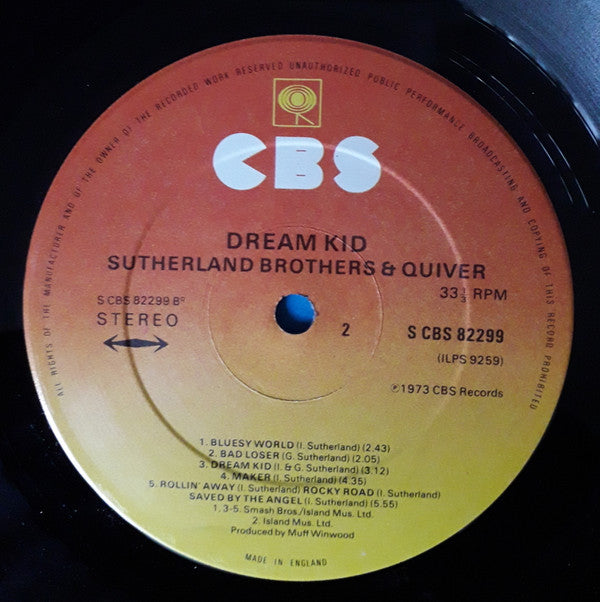 ALL RIGHTS OF THE MANUFACTURER AND OF THE OWNER OF THE RECORDED WORK RESERVED UNAUTHORIZED PUBLIC PERFORMANCE BROADCASTING AND COPYING OF THIS RECORD PROHIBITED
CBS
DREAM KID
SUTHERLAND BROTHERS & QUIVER
33⅓ RPM
S CBS 82299 Bº
STEREO
2
S CBS 82299
(ILPS 9259)
℗1973 CBS Records
1. BLUESY WORLD (I. Sutherland) (2.43)
2. BAD LOSER (G. Sutherland) (2.05)
3. DREAM KID (I. & G. Sutherland) (3.12)
4. MAKER (I. Sutherland) (4.35)
5. ROLLIN' AWAY (I. Sutherland) ROCKY ROAD (I. Sutherland)
SAVED BY THE ANGEL (I. Sutherland) (5.55)
1, 3-5. Smash Bros./Island Mus. Ltd.
2. Island Mus. Ltd.
Produced by Muff Winwood
MADE IN ENGLAND